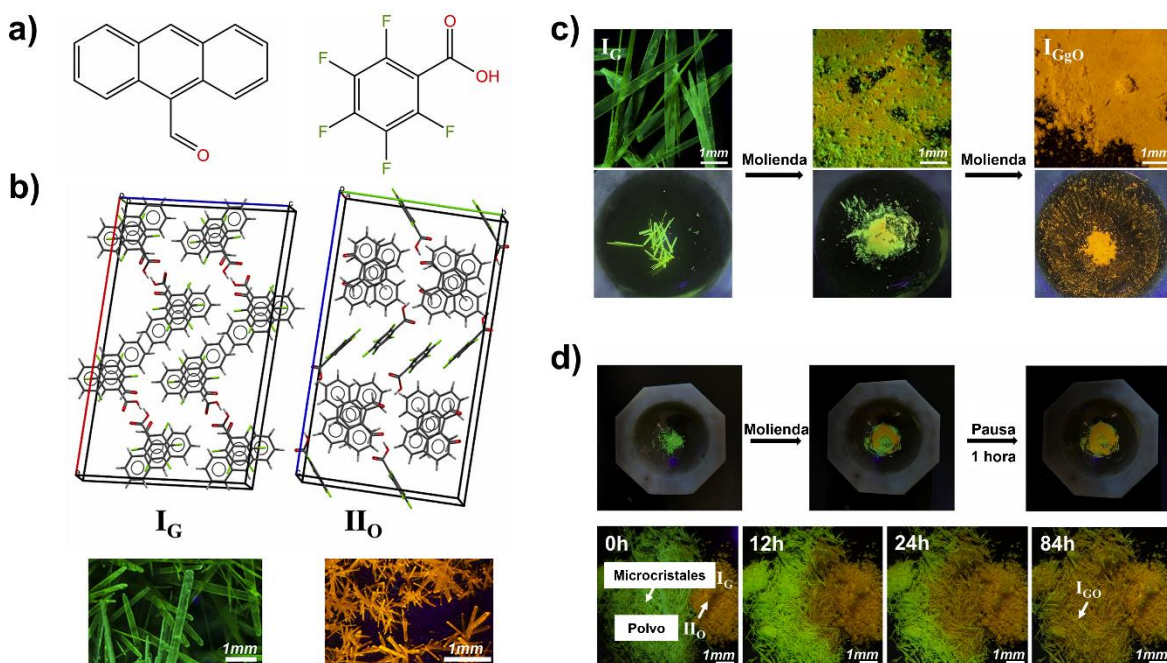 a)
O
F
F
F
F
F
O
OH
b)
I_G
II_O
1mm
1mm
c)
I_G
1mm
Molienda
1mm
Molienda
I_GgO
1mm
d)
Molienda
Pausa
1 hora
0h
Microcristales
I_G
Polvo
II_O
1mm
12h
1mm
24h
1mm
84h
I_GO
1mm